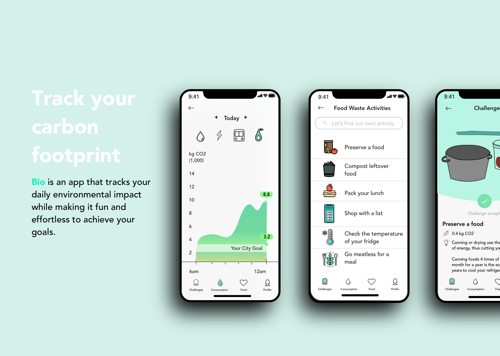 Track your
carbon
footprint
Bio is an app that tracks your
daily environmental impact
while making it fun and
effortless to achieve your
goals.
9:41
Today
kg CO2
(1,000)
14
12
10
8
6
4
2
8.8
3.2
Your City Goal
6am
12am
Challenges
Consumption
Feed
Profile
9:41
Food Waste Activities
Let's find our next activity
Preserve a food
Compost leftover
food
Pack your lunch
Shop with a list
Check the temperature
of your fridge
Go meatless for a
meal
Challenges
Consumption
Feed
Profile
9:41
Challenge
Challenge accept
Preserve a food
0.4 kg CO2
Canning or drying use the
of energy, thus cutting
Canning foods 4 times of
month for a year is the
years to cool your refrige
Challenges
Consumption